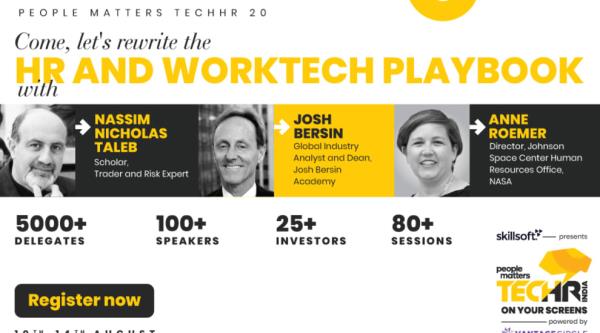 PEOPLE MATTERS TECHHR 20
Come, let's rewrite the
HR AND WORKTECH PLAYBOOK
with
NASSIM
NICHOLAS
TALEB
Scholar,
Trader and Risk Expert
JOSH
BERSIN
Global Industry
Analyst and Dean,
Josh Bersin
Academy
ANNE
ROEMER
Director, Johnson
Space Center Human
Resources Office,
NASA
5000+
DELEGATES
100+
SPEAKERS
25+
INVESTORS
80+
SESSIONS
skillsoft. presents
people
matters
TECHHR
INDIA
ON YOUR SCREENS
powered by
VANTAGE CIRCLE
Register now